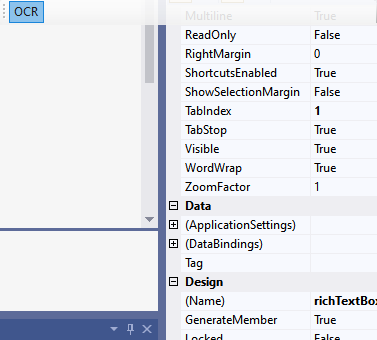 OCR
Multiline True
ReadOnly False
RightMargin 0
ShortcutsEnabled True
ShowSelectionMargin False
TabIndex 1
TabStop True
Visible True
WordWrap True
ZoomFactor 1
Data
(ApplicationSettings)
(DataBindings)
Tag
Design
(Name) richTextBox
GenerateMember True
Locked False